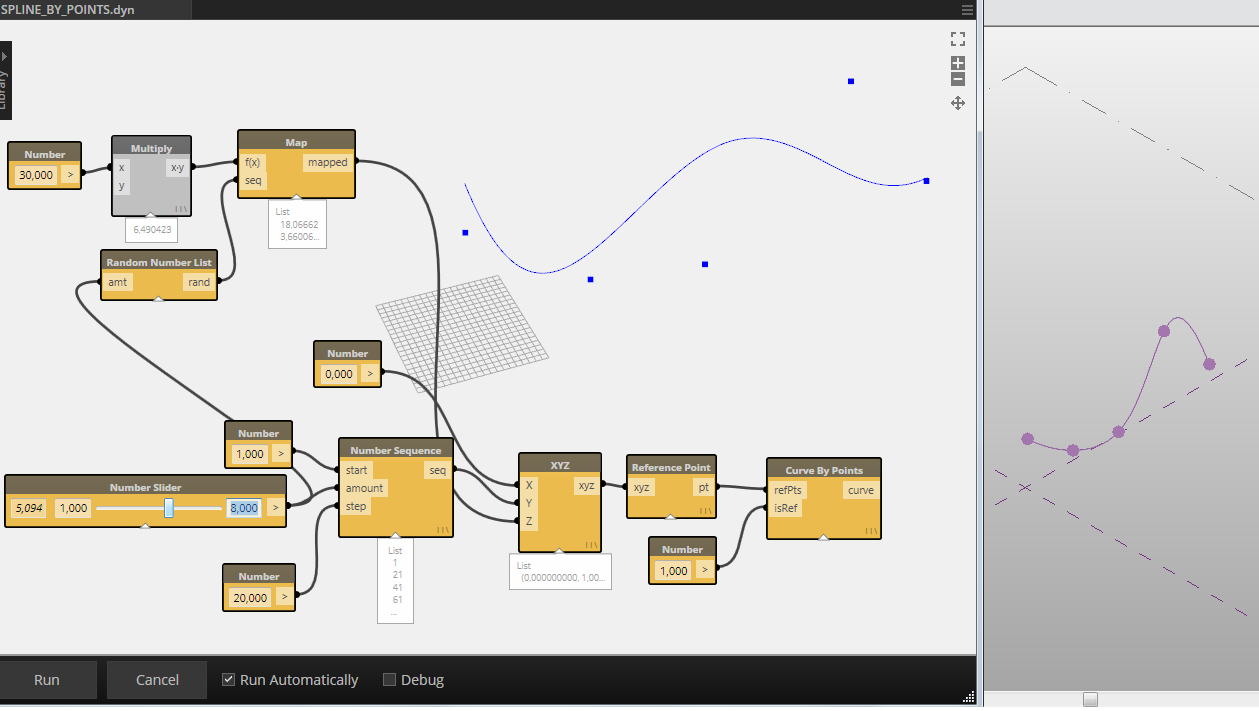 SPLINE_BY_POINTS.dyn
Library
Number
30,000 >
Multiply
x x·y
y
6,490423
Map
f(x) mapped
seq
List
18,06662
3,66006...
Random Number List
amt rand
Number
0,000 >
Number
1,000 >
Number Slider
5,094 1,000 8,000 >
Number
20,000 >
Number Sequence
start seq
amount
step
List
1
21
41
61
...
XYZ
X xyz
Y
Z
List
(0,000000000, 1,00...
Reference Point
xyz pt
Number
1,000 >
Curve By Points
refPts curve
isRef
Run Cancel Run Automatically Debug